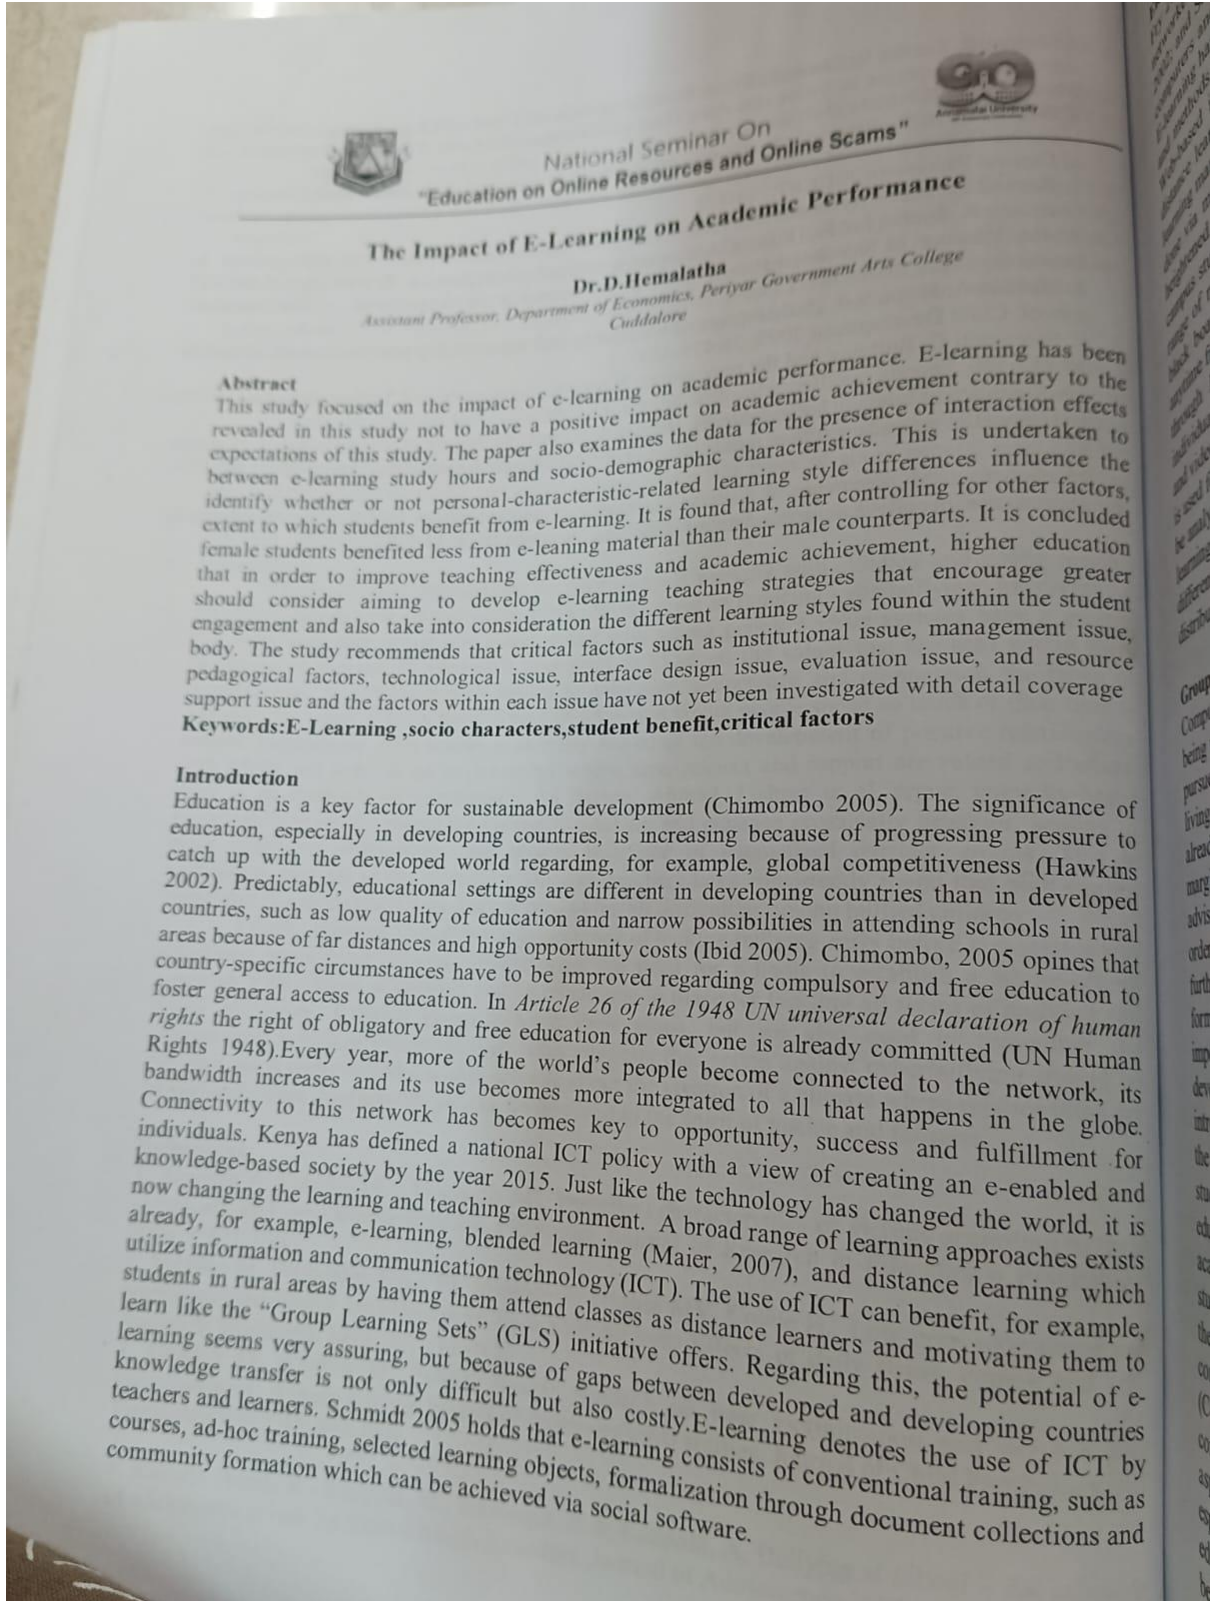 National Seminar On
"Education on Online Resources and Online Scams"
Annamalai University
The Impact of E-Learning on Academic Performance
Dr.D.Hemalatha
Assistant Professor, Department of Economics, Periyar Government Arts College
Cuddalore
Abstract
This study focused on the impact of e-learning on academic performance. E-learning has been
revealed in this study not to have a positive impact on academic achievement contrary to the
expectations of this study. The paper also examines the data for the presence of interaction effects
between e-learning study hours and socio-demographic characteristics. This is undertaken to
identify whether or not personal-characteristic-related learning style differences influence the
extent to which students benefit from e-learning. It is found that, after controlling for other factors,
female students benefited less from e-leaning material than their male counterparts. It is concluded
that in order to improve teaching effectiveness and academic achievement, higher education
should consider aiming to develop e-learning teaching strategies that encourage greater
engagement and also take into consideration the different learning styles found within the student
body. The study recommends that critical factors such as institutional issue, management issue,
pedagogical factors, technological issue, interface design issue, evaluation issue, and resource
support issue and the factors within each issue have not yet been investigated with detail coverage
Keywords:E-Learning ,socio characters,student benefit,critical factors
Introduction
Education is a key factor for sustainable development (Chimombo 2005). The significance of
education, especially in developing countries, is increasing because of progressing pressure to
catch up with the developed world regarding, for example, global competitiveness (Hawkins
2002). Predictably, educational settings are different in developing countries than in developed
countries, such as low quality of education and narrow possibilities in attending schools in rural
areas because of far distances and high opportunity costs (Ibid 2005). Chimombo, 2005 opines that
country-specific circumstances have to be improved regarding compulsory and free education to
foster general access to education. In Article 26 of the 1948 UN universal declaration of human
rights the right of obligatory and free education for everyone is already committed (UN Human
Rights 1948).Every year, more of the world's people become connected to the network, its
bandwidth increases and its use becomes more integrated to all that happens in the globe.
Connectivity to this network has becomes key to opportunity, success and fulfillment for
individuals. Kenya has defined a national ICT policy with a view of creating an e-enabled and
knowledge-based society by the year 2015. Just like the technology has changed the world, it is
now changing the learning and teaching environment. A broad range of learning approaches exists
already, for example, e-learning, blended learning (Maier, 2007), and distance learning which
utilize information and communication technology (ICT). The use of ICT can benefit, for example,
students in rural areas by having them attend classes as distance learners and motivating them to
learn like the "Group Learning Sets" (GLS) initiative offers. Regarding this, the potential of e-
learning seems very assuring, but because of gaps between developed and developing countries
knowledge transfer is not only difficult but also costly.E-learning denotes the use of ICT by
teachers and learners. Schmidt 2005 holds that e-learning consists of conventional training, such as
courses, ad-hoc training, selected learning objects, formalization through document collections and
community formation which can be achieved via social software.